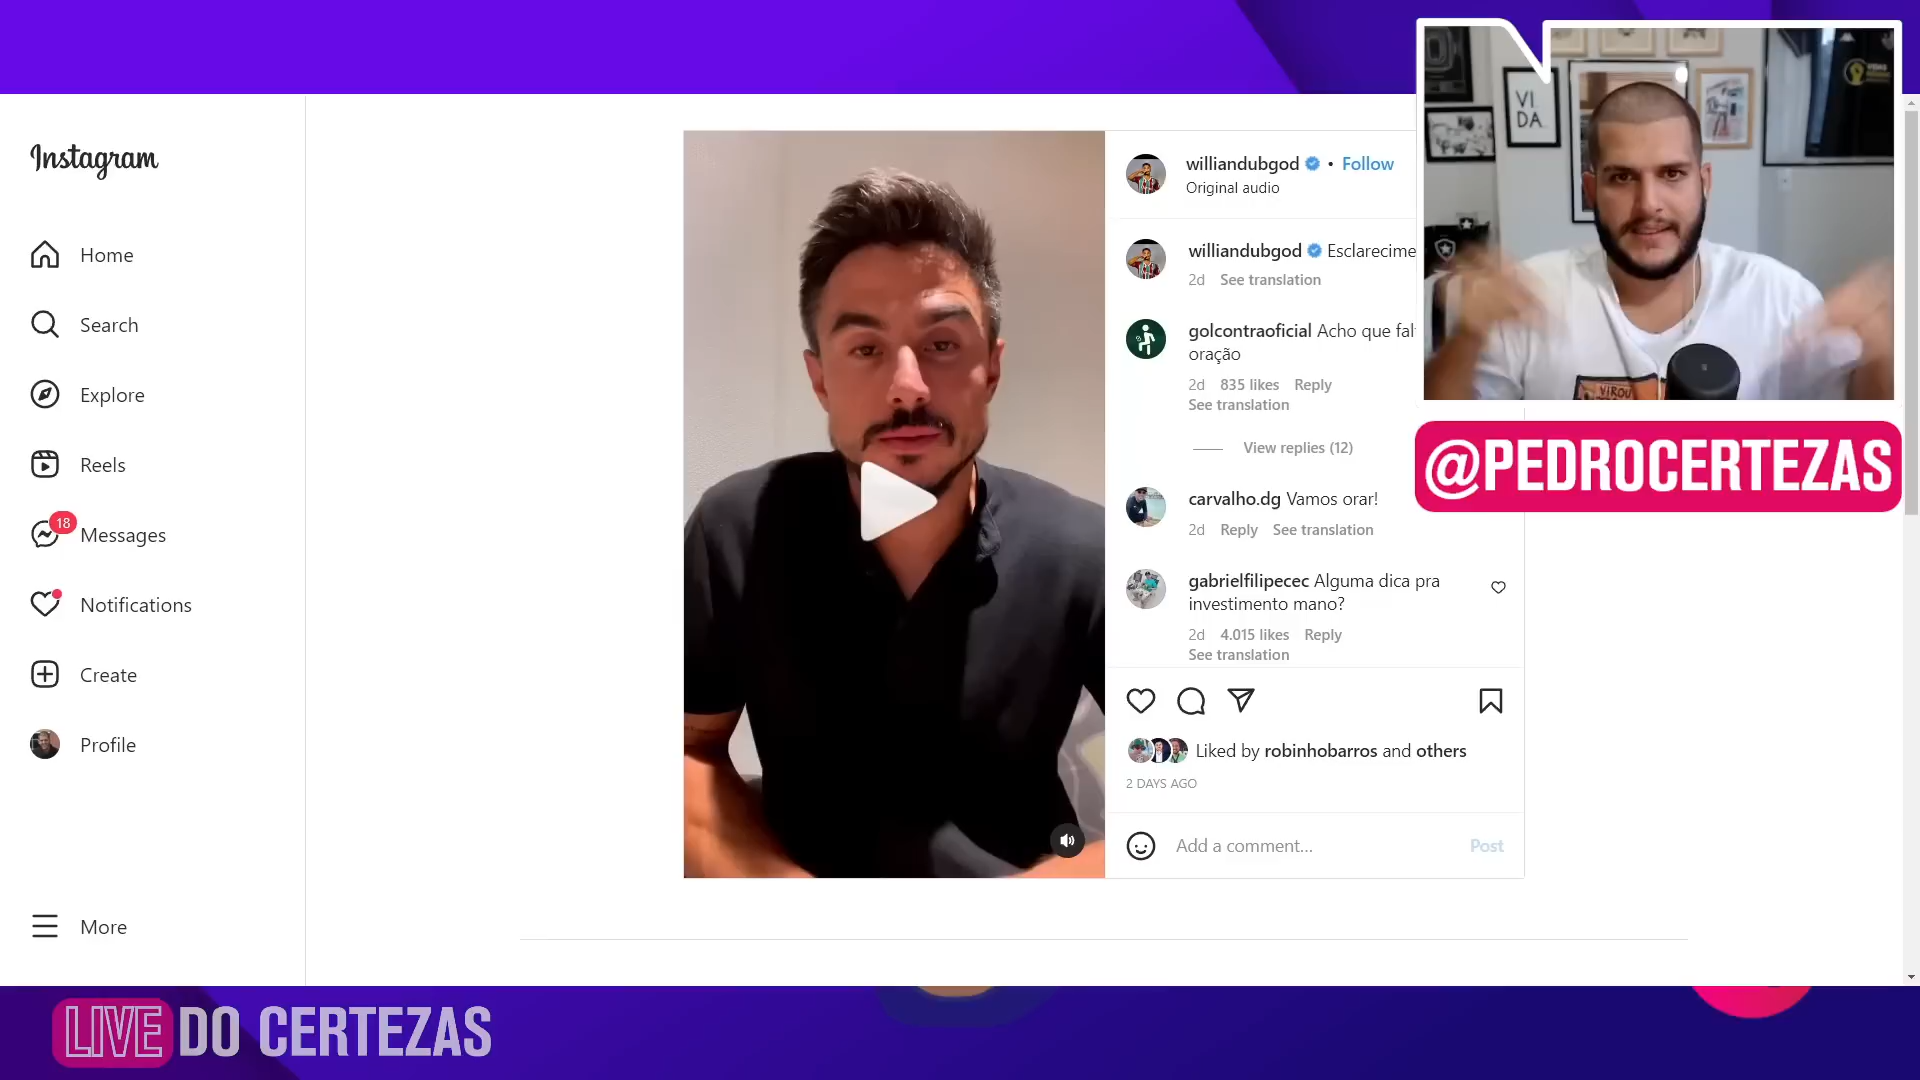 Instagram
Home
Search
Explore
Reels
18
Messages
Notifications
Create
Profile
More
williandubgod • Follow
Original audio
williandubgod Esclarecime
2d See translation
golcontraoficial Acho que fal
oração
2d 835 likes Reply
See translation
View replies (12)
carvalho.dg Vamos orar!
2d Reply See translation
gabrielfilipecec Alguma dica pra
investimento mano?
2d 4.015 likes Reply
See translation
Liked by robinhobarros and others
2 DAYS AGO
Add a comment... Post
VI
DA
VIROU
@PEDROCERTEZAS
LIVE DO CERTEZAS